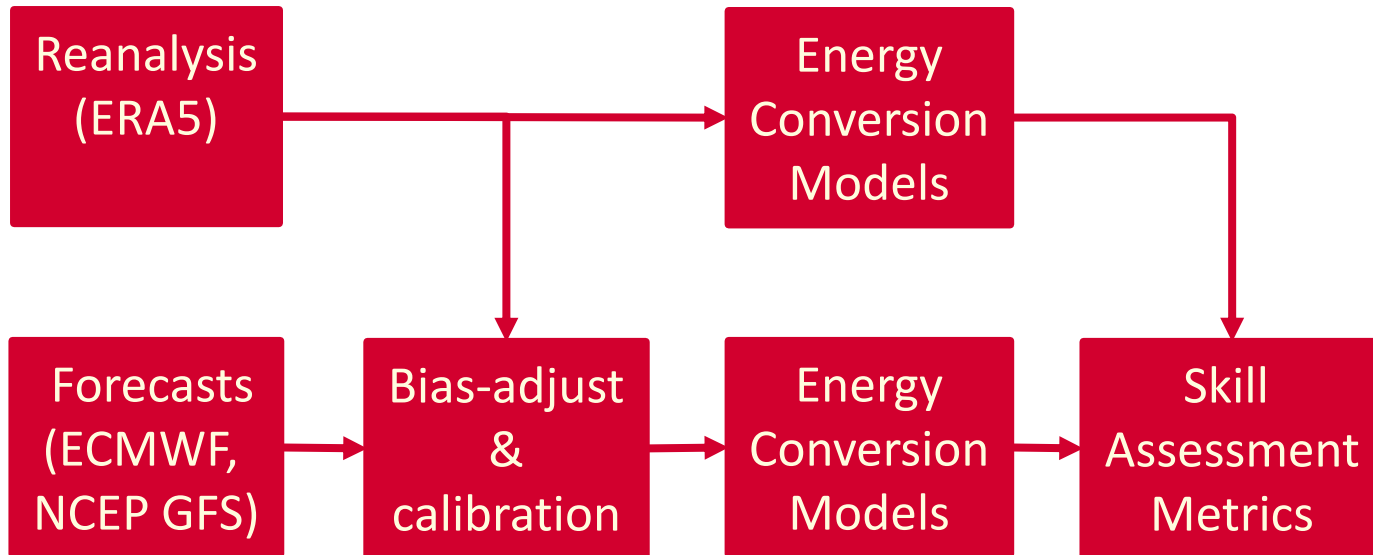 Reanalysis
(ERA5)
Energy
Conversion
Models
Forecasts
(ECMWF,
NCEP GFS)
Bias-adjust
&
calibration
Energy
Conversion
Models
Skill
Assessment
Metrics